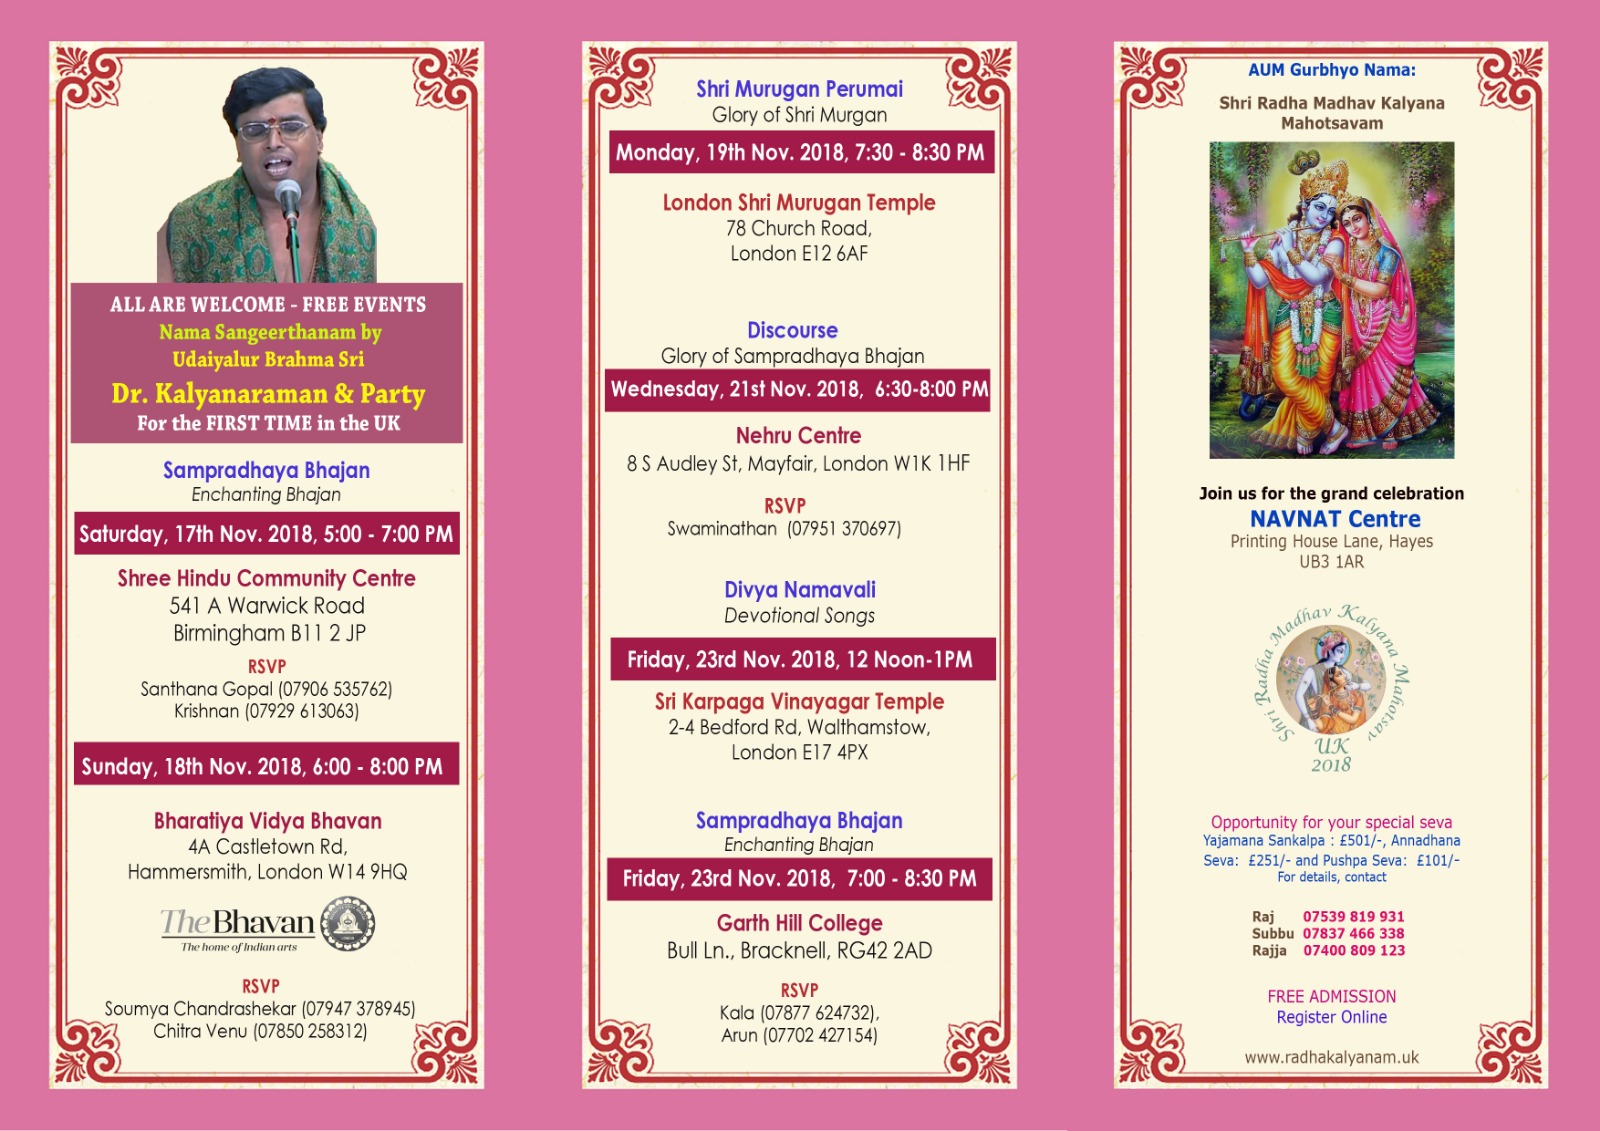 ALL ARE WELCOME - FREE EVENTS
Nama Sangeerthanam by
Udaiyalur Brahma Sri
Dr. Kalyanaraman & Party
For the FIRST TIME in the UK
Sampradhaya Bhajan
Enchanting Bhajan
Saturday, 17th Nov. 2018, 5:00 - 7:00 PM
Shree Hindu Community Centre
541 A Warwick Road
Birmingham B11 2 JP
RSVP
Santhana Gopal (07906 535762)
Krishnan (07929 613063)
Sunday, 18th Nov. 2018, 6:00 - 8:00 PM
Bharatiya Vidya Bhavan
4A Castletown Rd,
Hammersmith, London W14 9HQ
The Bhavan
The home of Indian arts
RSVP
Soumya Chandrashekar (07947 378945)
Chitra Venu (07850 258312)
Shri Murugan Perumai
Glory of Shri Murgan
Monday, 19th Nov. 2018, 7:30 - 8:30 PM
London Shri Murugan Temple
78 Church Road,
London E12 6AF
Discourse
Glory of Sampradhaya Bhajan
Wednesday, 21st Nov. 2018, 6:30-8:00 PM
Nehru Centre
8 S Audley St, Mayfair, London W1K 1HF
RSVP
Swaminathan (07951 370697)
Divya Namavali
Devotional Songs
Friday, 23rd Nov. 2018, 12 Noon-1PM
Sri Karpaga Vinayagar Temple
2-4 Bedford Rd, Walthamstow,
London E17 4PX
Sampradhaya Bhajan
Enchanting Bhajan
Friday, 23rd Nov. 2018, 7:00 - 8:30 PM
Garth Hill College
Bull Ln., Bracknell, RG42 2AD
RSVP
Kala (07877 624732),
Arun (07702 427154)
AUM Gurbhyo Nama:
Shri Radha Madhav Kalyana
Mahotsavam
Join us for the grand celebration
NAVNAT Centre
Printing House Lane, Hayes
UB3 1AR
Shri Radha Madhav Kalyana Mahotsav
UK
2018
Opportunity for your special seva
Yajamana Sankalpa : £501/-, Annadhana
Seva: £251/- and Pushpa Seva: £101/-
For details, contact
Raj 07539 819 931
Subbu 07837 466 338
Rajja 07400 809 123
FREE ADMISSION
Register Online
www.radhakalyanam.uk